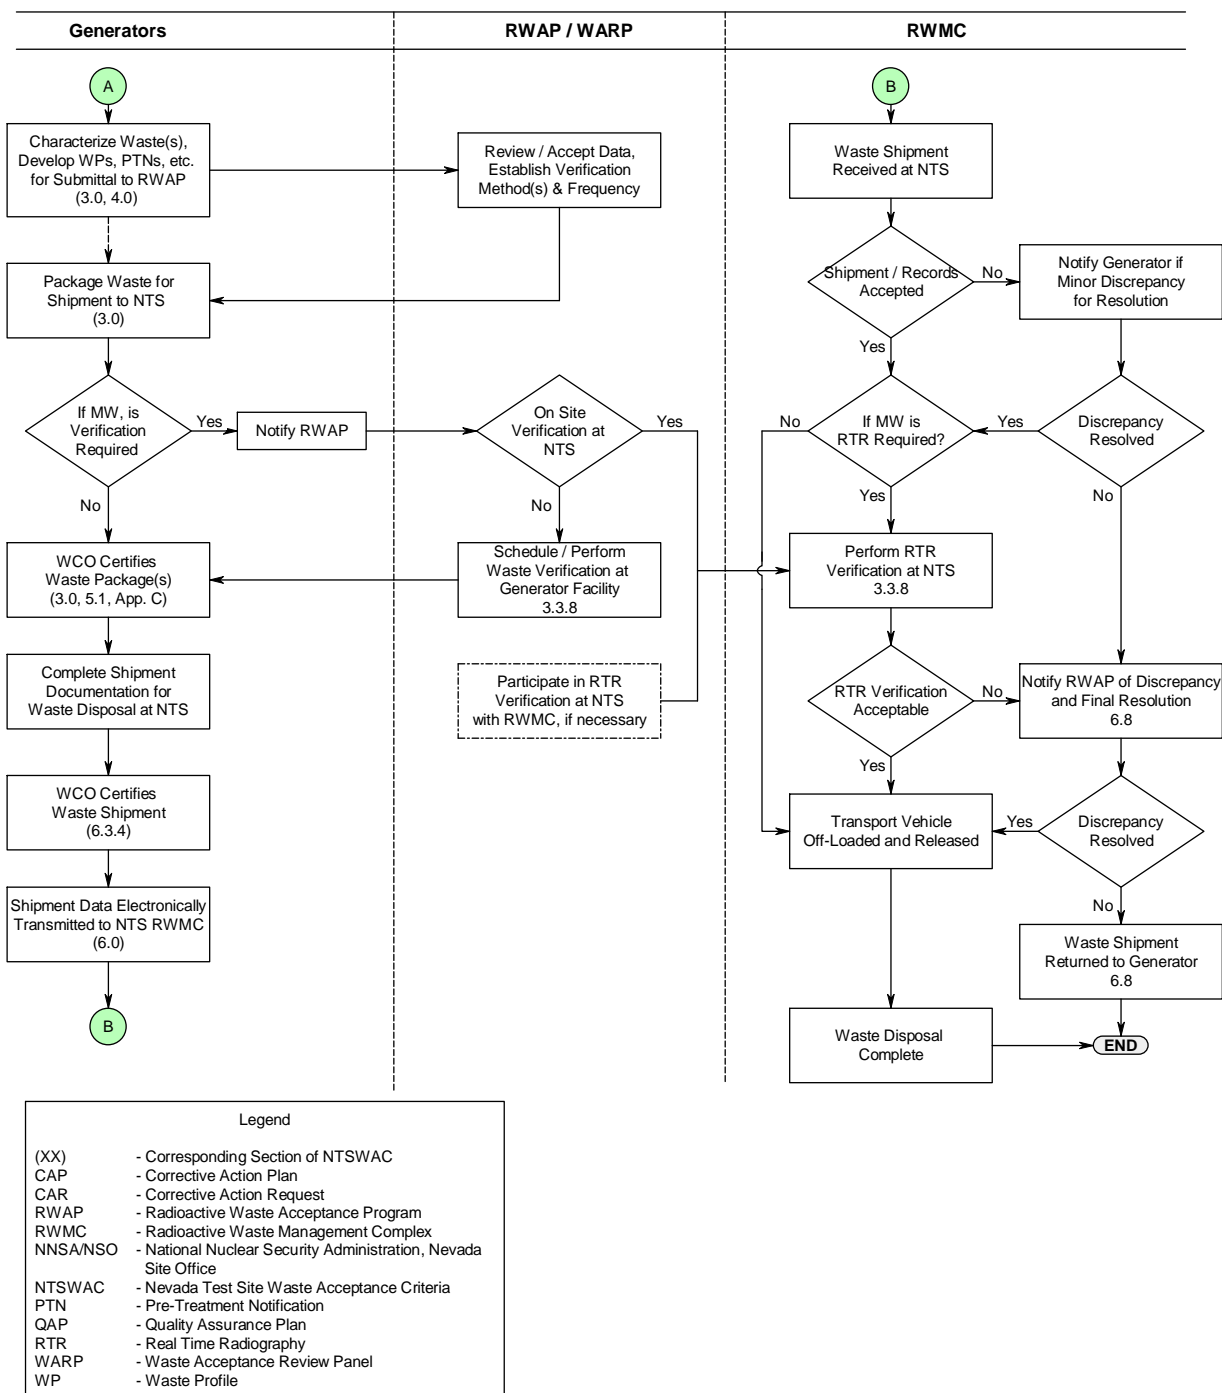 Generators
RWAP / WARP
RWMC
A
Characterize Waste(s),
Develop WPs, PTNs, etc.
for Submittal to RWAP
(3.0, 4.0)
Package Waste for
Shipment to NTS
(3.0)
If MW, is
Verification
Required
Yes
No
Notify RWAP
WCO Certifies
Waste Package(s)
(3.0, 5.1, App. C)
Complete Shipment
Documentation for
Waste Disposal at NTS
WCO Certifies
Waste Shipment
(6.3.4)
Shipment Data Electronically
Transmitted to NTS RWMC
(6.0)
B
Review / Accept Data,
Establish Verification
Method(s) & Frequency
On Site
Verification at
NTS
Yes
No
Schedule / Perform
Waste Verification at
Generator Facility
3.3.8
Participate in RTR
Verification at NTS
with RWMC, if necessary
B
Waste Shipment
Received at NTS
Shipment / Records
Accepted
No
Yes
Notify Generator if
Minor Discrepancy
for Resolution
If MW is
RTR Required?
No
Yes
Yes
Discrepancy
Resolved
No
Perform RTR
Verification at NTS
3.3.8
RTR Verification
Acceptable
No
Yes
Notify RWAP of Discrepancy
and Final Resolution
6.8
Transport Vehicle
Off-Loaded and Released
Yes
Discrepancy
Resolved
No
Waste Shipment
Returned to Generator
6.8
Waste Disposal
Complete
END
Legend
(XX) - Corresponding Section of NTSWAC
CAP - Corrective Action Plan
CAR - Corrective Action Request
RWAP - Radioactive Waste Acceptance Program
RWMC - Radioactive Waste Management Complex
NNSA/NSO - National Nuclear Security Administration, Nevada
Site Office
NTSWAC - Nevada Test Site Waste Acceptance Criteria
PTN - Pre-Treatment Notification
QAP - Quality Assurance Plan
RTR - Real Time Radiography
WARP - Waste Acceptance Review Panel
WP - Waste Profile